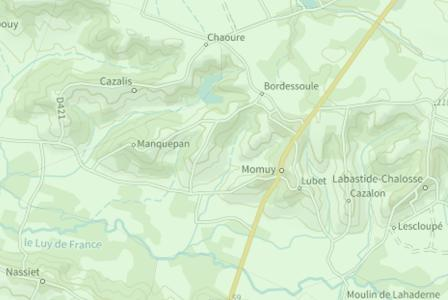 Chaoure
Cazalis
Bordessoule
D421
Manquepan
Momuy
Lubet
Labastide-Chalosse
Cazalon
Lescloupé
le Luy de France
Nassiet
Moulin de Lahaderne